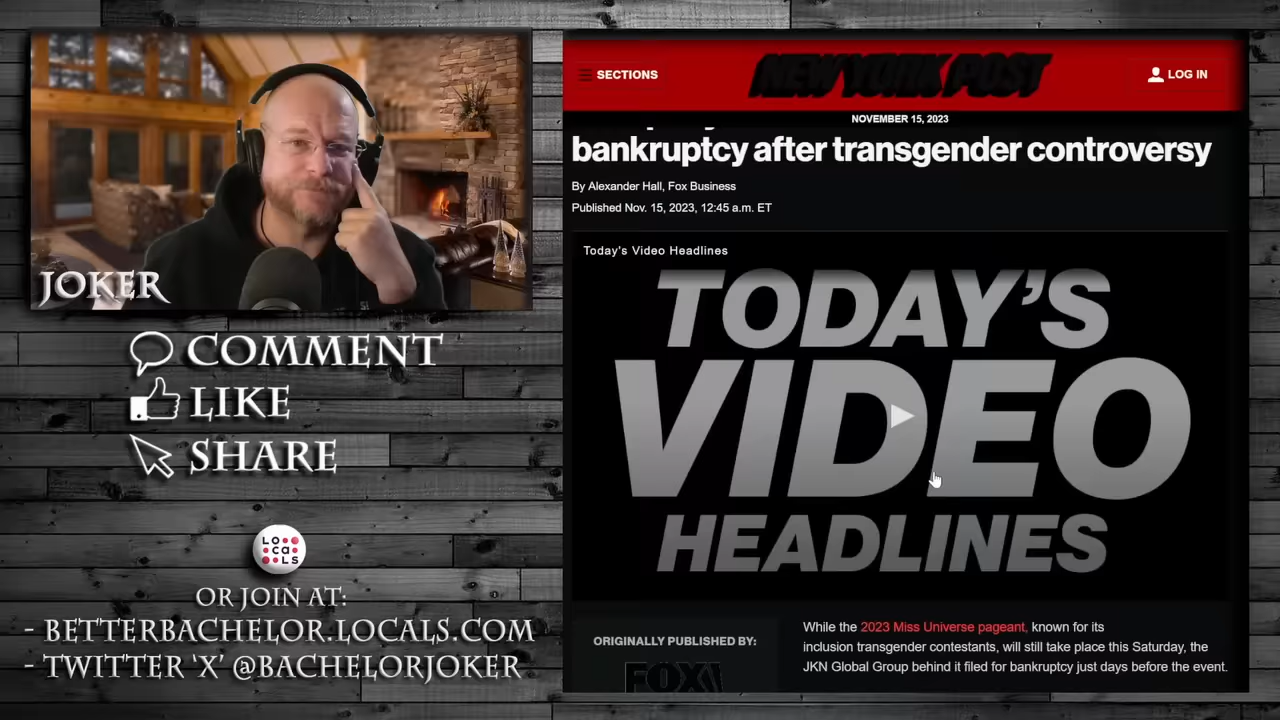 JOKER
COMMENT
LIKE
SHARE
LO
ca
LS
OR JOIN AT:
- BETTERBACHELOR.LOCALS.COM
- TWITTER 'X' @BACHELORJOKER
SECTIONS
NEW YORK POST
LOG IN
NOVEMBER 15, 2023
bankruptcy after transgender controversy
By Alexander Hall, Fox Business
Published Nov. 15, 2023, 12:45 a.m. ET
Today's Video Headlines
TODAY'S
VIDEO
HEADLINES
ORIGINALLY PUBLISHED BY:
FOX
While the 2023 Miss Universe pageant, known for its
inclusion transgender contestants, will still take place this Saturday, the
JKN Global Group behind it filed for bankruptcy just days before the event.